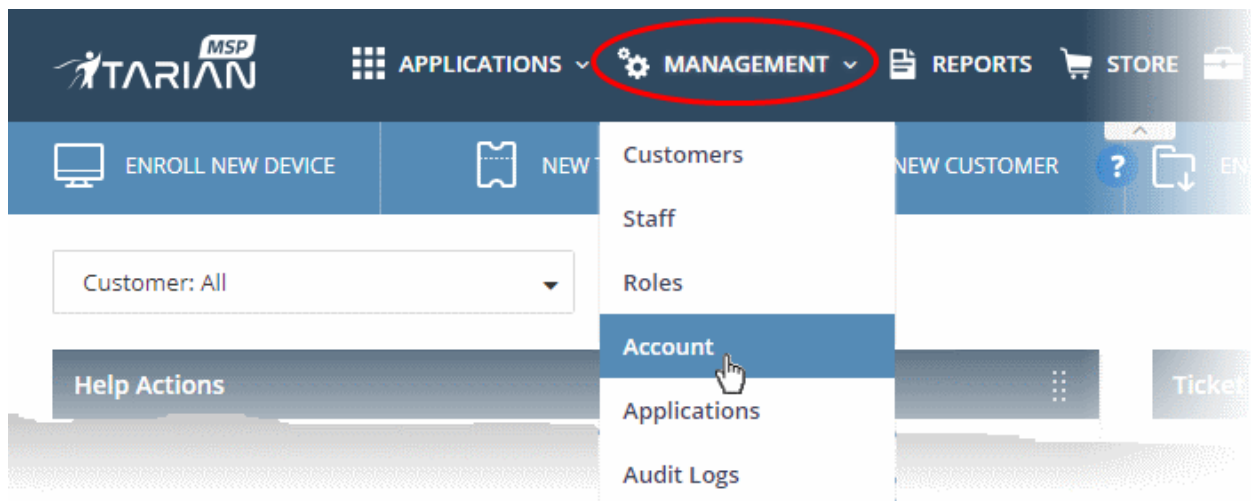 ITARIAN MSP
APPLICATIONS MANAGEMENT REPORTS STORE
ENROLL NEW DEVICE NEW NEW CUSTOMER ?
Customers
Staff
Customer: All
Roles
Account
Help Actions
Ticket
Applications
Audit Logs